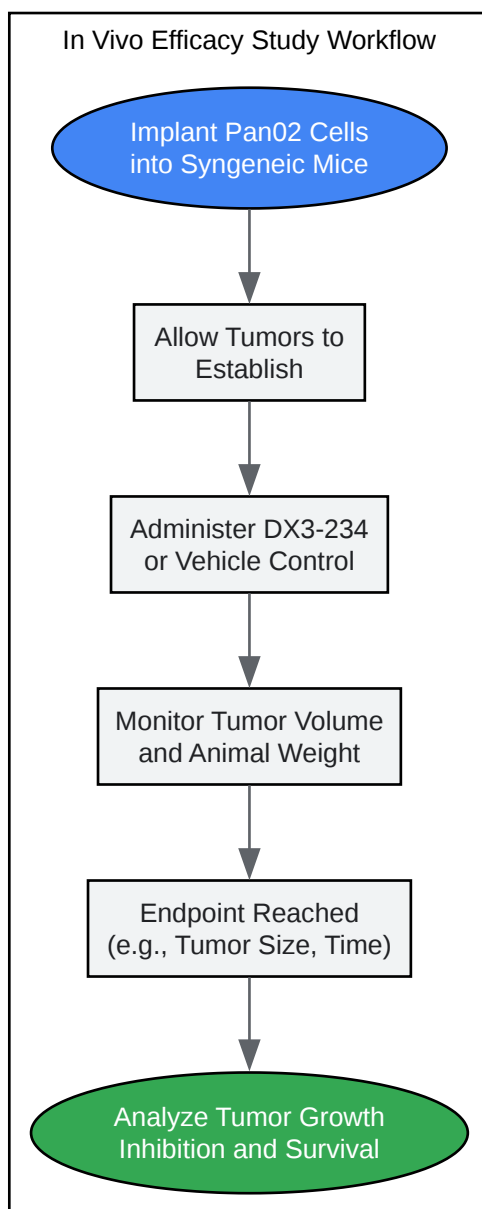 In Vivo Efficacy Study Workflow
Implant Pan02 Cells
into Syngeneic Mice
Allow Tumors to
Establish
Administer DX3-234
or Vehicle Control
Monitor Tumor Volume
and Animal Weight
Endpoint Reached
(e.g., Tumor Size, Time)
Analyze Tumor Growth
Inhibition and Survival